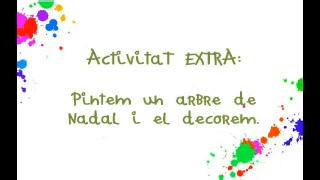 Activitat EXTRA:
Pintem un arbre de
Nadal i el decorem.